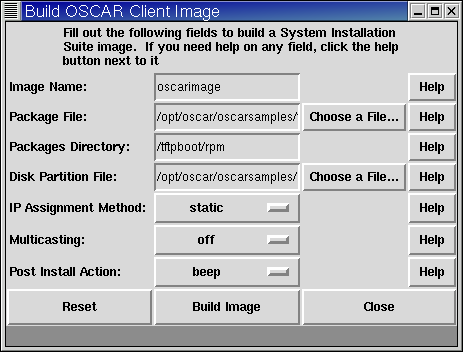 Build OSCAR Client Image
Fill out the following fields to build a System Installation
Suite image. If you need help on any field, click the help
button next to it
Image Name: oscarimage Help
Package File: /opt/oscar/oscarsamples/ Choose a File... Help
Packages Directory: /tftpboot/rpm Help
Disk Partition File: /opt/oscar/oscarsamples/ Choose a File... Help
IP Assignment Method: static Help
Multicasting: off Help
Post Install Action: beep Help
Reset Build Image Close